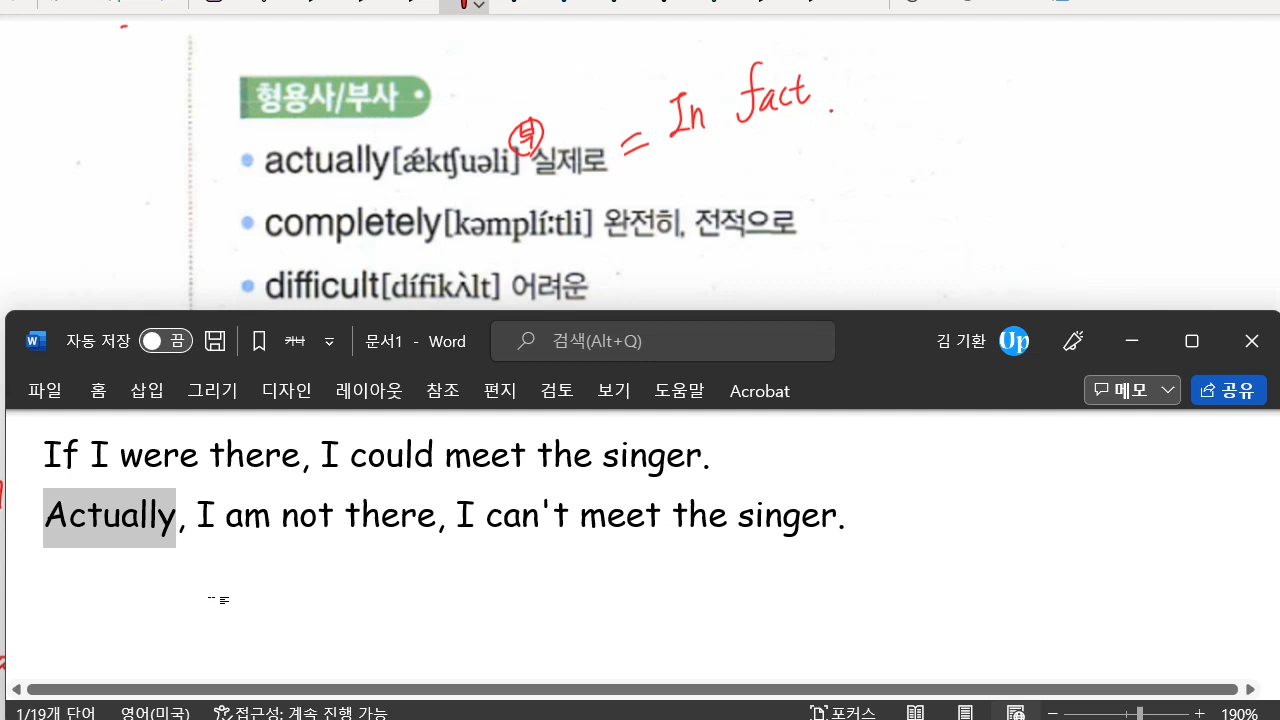 형용사/부사
actually[ǽktʃuəli] 부 실제로 = In fact.
completely[kəmplí:tli] 완전히, 전적으로
difficult[dífikʌ̀lt] 어려운
자동 저장 끔 가나 문서1 - Word 검색(Alt+Q) 김 기환 Up
파일 홈 삽입 그리기 디자인 레이아웃 참조 편지 검토 보기 도움말 Acrobat 메모 공유
If I were there, I could meet the singer.
Actually, I am not there, I can't meet the singer.
1/19개 단어 영어(미국) 접근성: 계속 진행 가능 포커스 190%